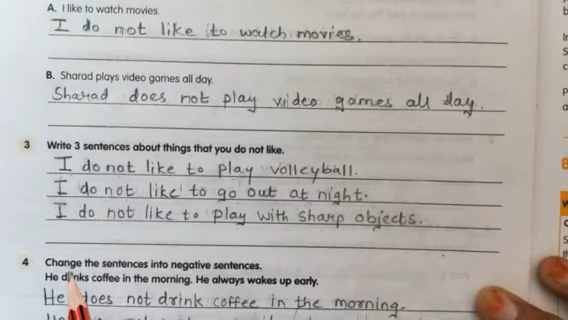 A. I like to watch movies.
I do not like to watch movies.
B. Sharad plays video games all day.
Sharad does not play video games all day.
3 Write 3 sentences about things that you do not like.
I do not like to play volleyball.
I do not like to go out at night.
I do not like to play with sharp objects.
4 Change the sentences into negative sentences.
He drinks coffee in the morning. He always wakes up early.
He does not drink coffee in the morning.